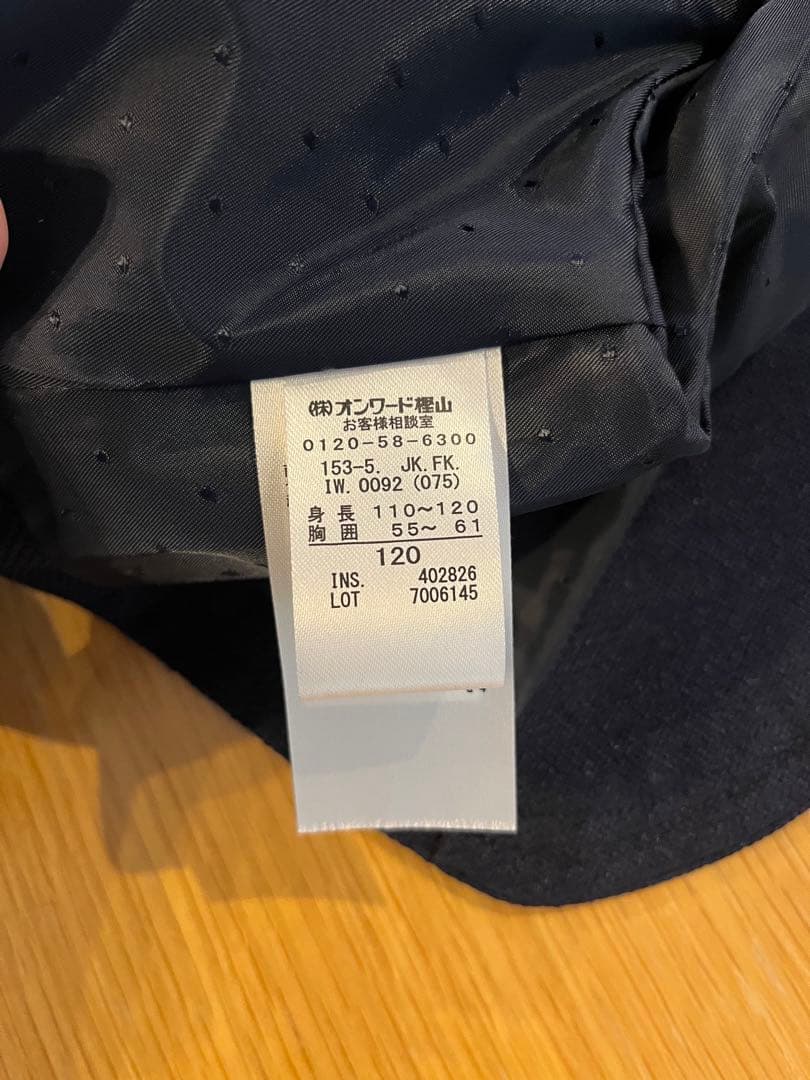 (株)オンワード樫山
お客様相談室
0120-58-6300
153-5. JK.FK.
IW.0092 (075)
身長 110〜120
胸囲 55〜 61
120
INS. 402826
LOT 7006145